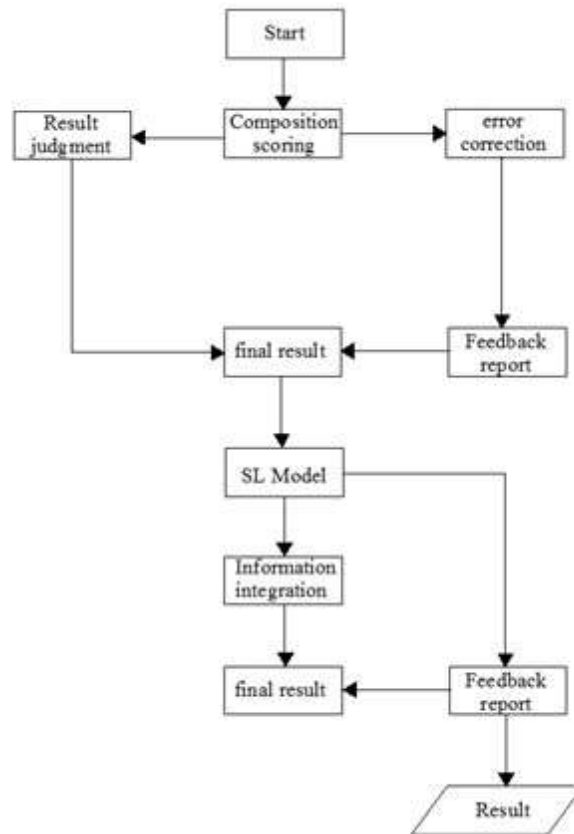 Start
Result
judgment
Composition
scoring
error
correction
final result
Feedback
report
SL Model
Information
integration
final result
Feedback
report
Result